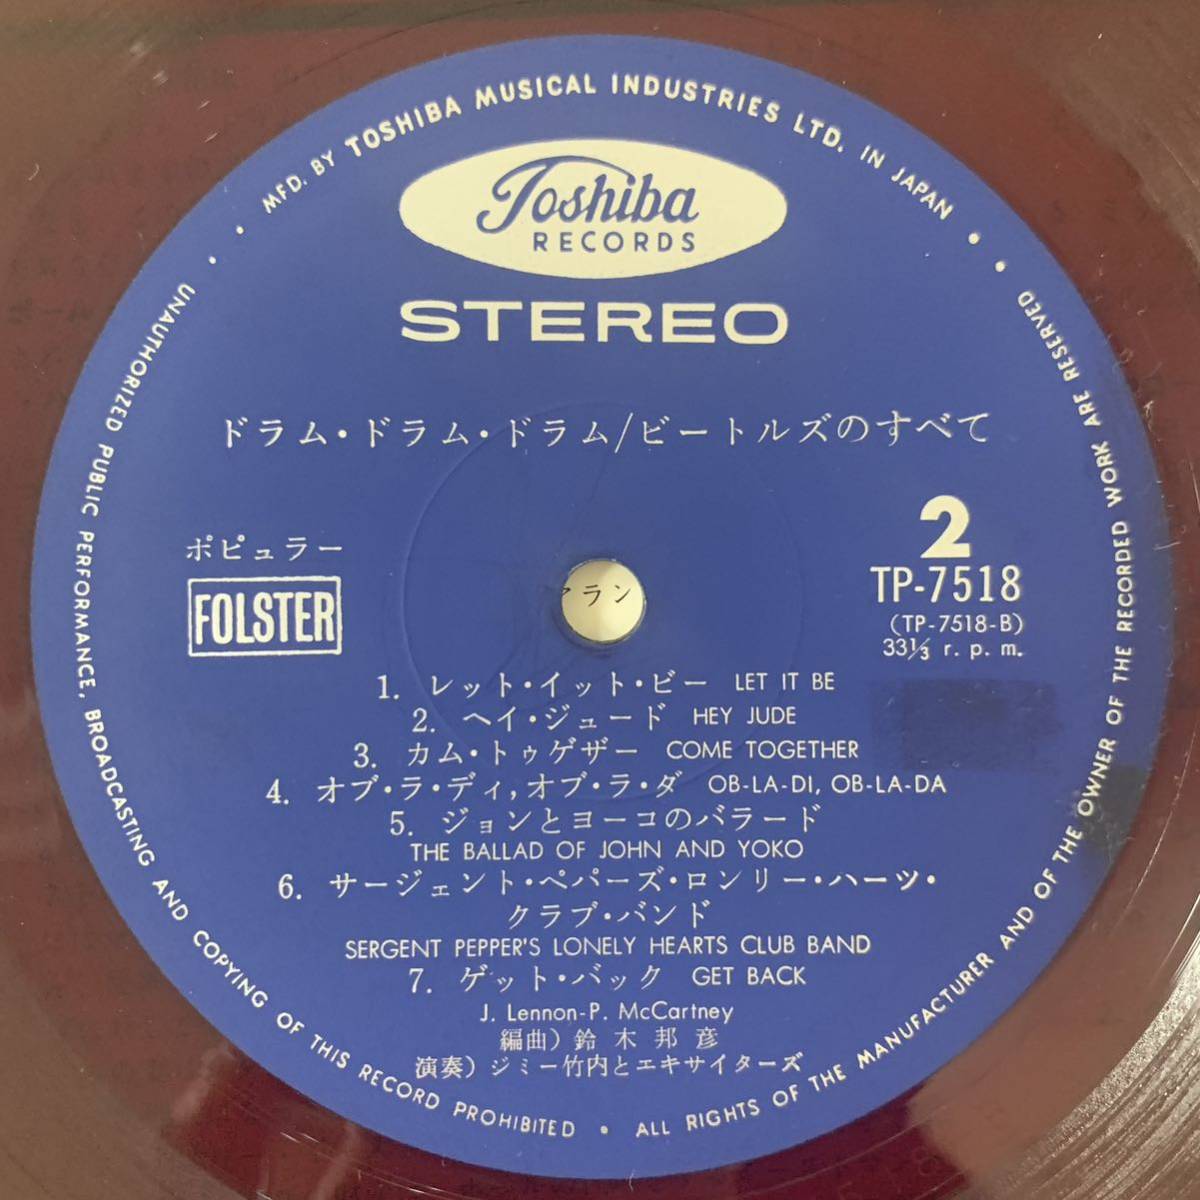 MFD. BY TOSHIBA MUSICAL INDUSTRIES LTD. IN JAPAN
Toshiba
RECORDS
STEREO
ドラム・ドラム・ドラム/ビートルズのすべて
ポピュラー
FOLSTER
2
TP-7518
(TP-7518-B)
33⅓ r. p. m.
アラン
1. レット・イット・ビー LET IT BE
2. ヘイ・ジュード HEY JUDE
3. カム・トゥゲザー COME TOGETHER
4. オブ・ラ・ディ, オブ・ラ・ダ OB-LA-DI, OB-LA-DA
5. ジョンとヨーコのバラード
THE BALLAD OF JOHN AND YOKO
6. サージェント・ペパーズ・ロンリー・ハーツ・
クラブ・バンド
SERGENT PEPPER'S LONELY HEARTS CLUB BAND
7. ゲット・バック GET BACK
J. Lennon-P. McCartney
編曲) 鈴木邦彦
演奏) ジミー竹内とエキサイターズ
UNAUTHORIZED PUBLIC PERFORMANCE, BROADCASTING AND COPYING OF THIS RECORD PROHIBITED • ALL RIGHTS OF THE MANUFACTURER AND OF THE OWNER OF THE RECORDED WORK ARE RESERVED